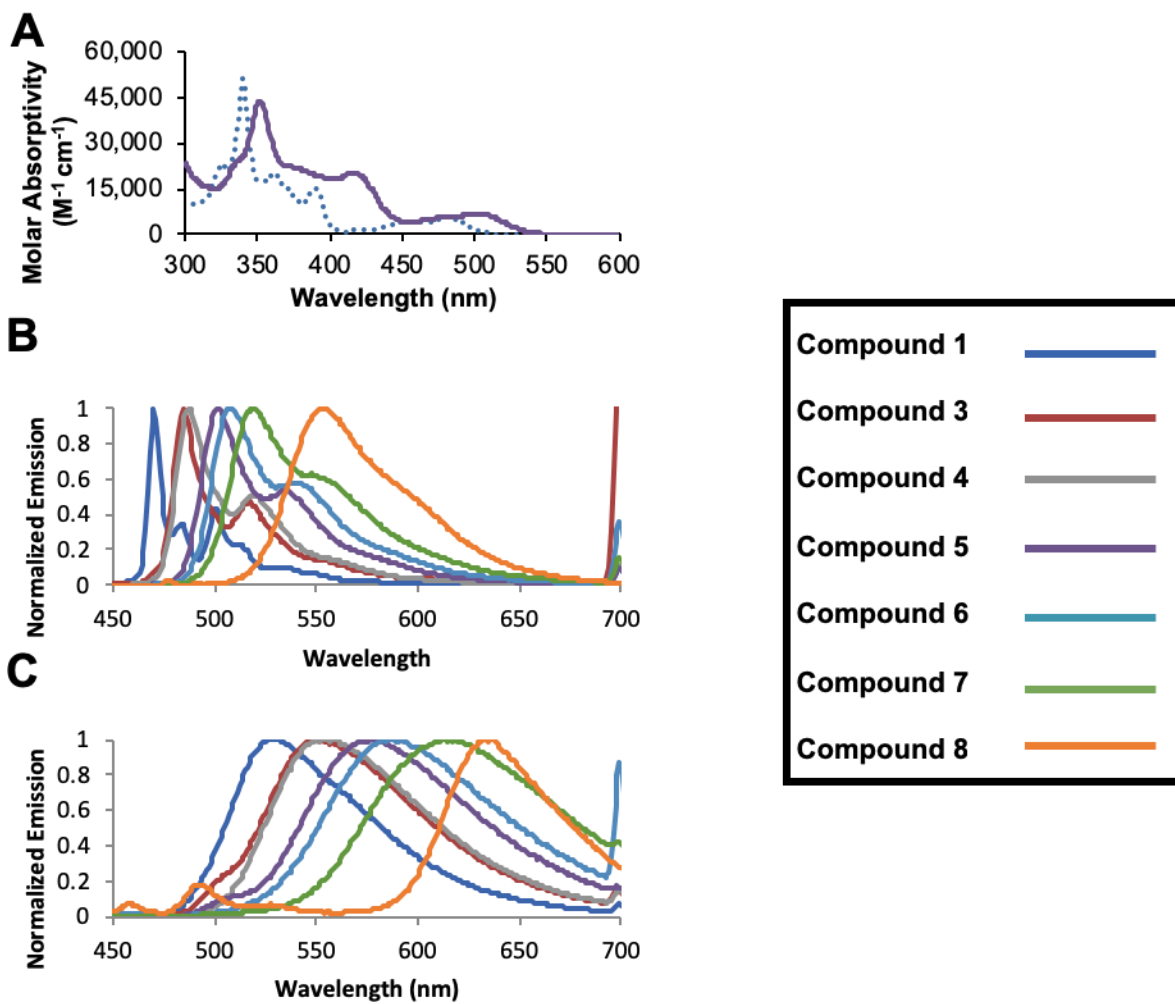 A
Molar Absorptivity
(M⁻¹ cm⁻¹)
60,000
45,000
30,000
15,000
0
300 350 400 450 500 550 600
Wavelength (nm)
B
Normalized Emission
1
0.8
0.6
0.4
0.2
0
450 500 550 600 650 700
Wavelength
C
Normalized Emission
1
0.8
0.6
0.4
0.2
0
450 500 550 600 650 700
Wavelength (nm)
Compound 1
Compound 3
Compound 4
Compound 5
Compound 6
Compound 7
Compound 8